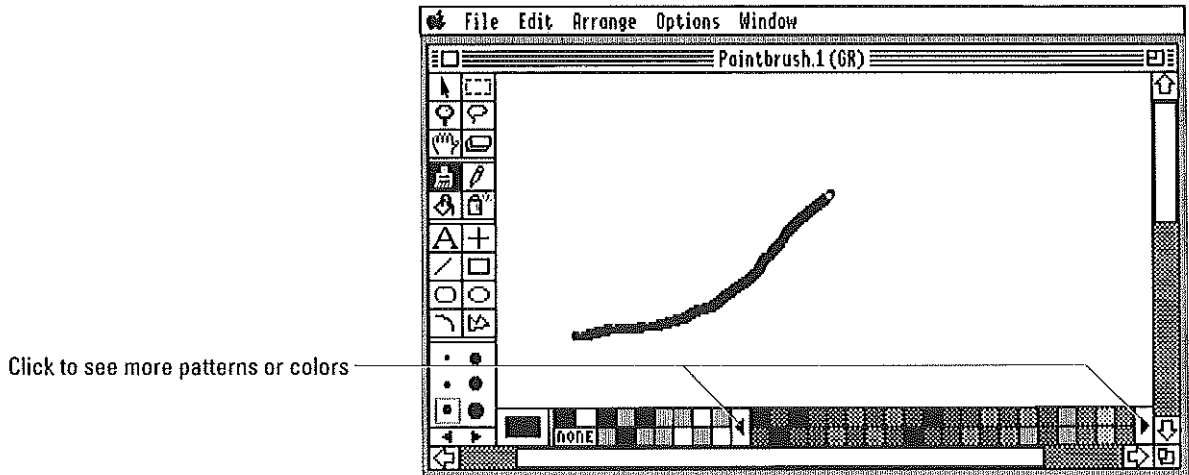 File Edit Arrange Options Window
Paintbrush.1 (GR)
A
Click to see more patterns or colors
none